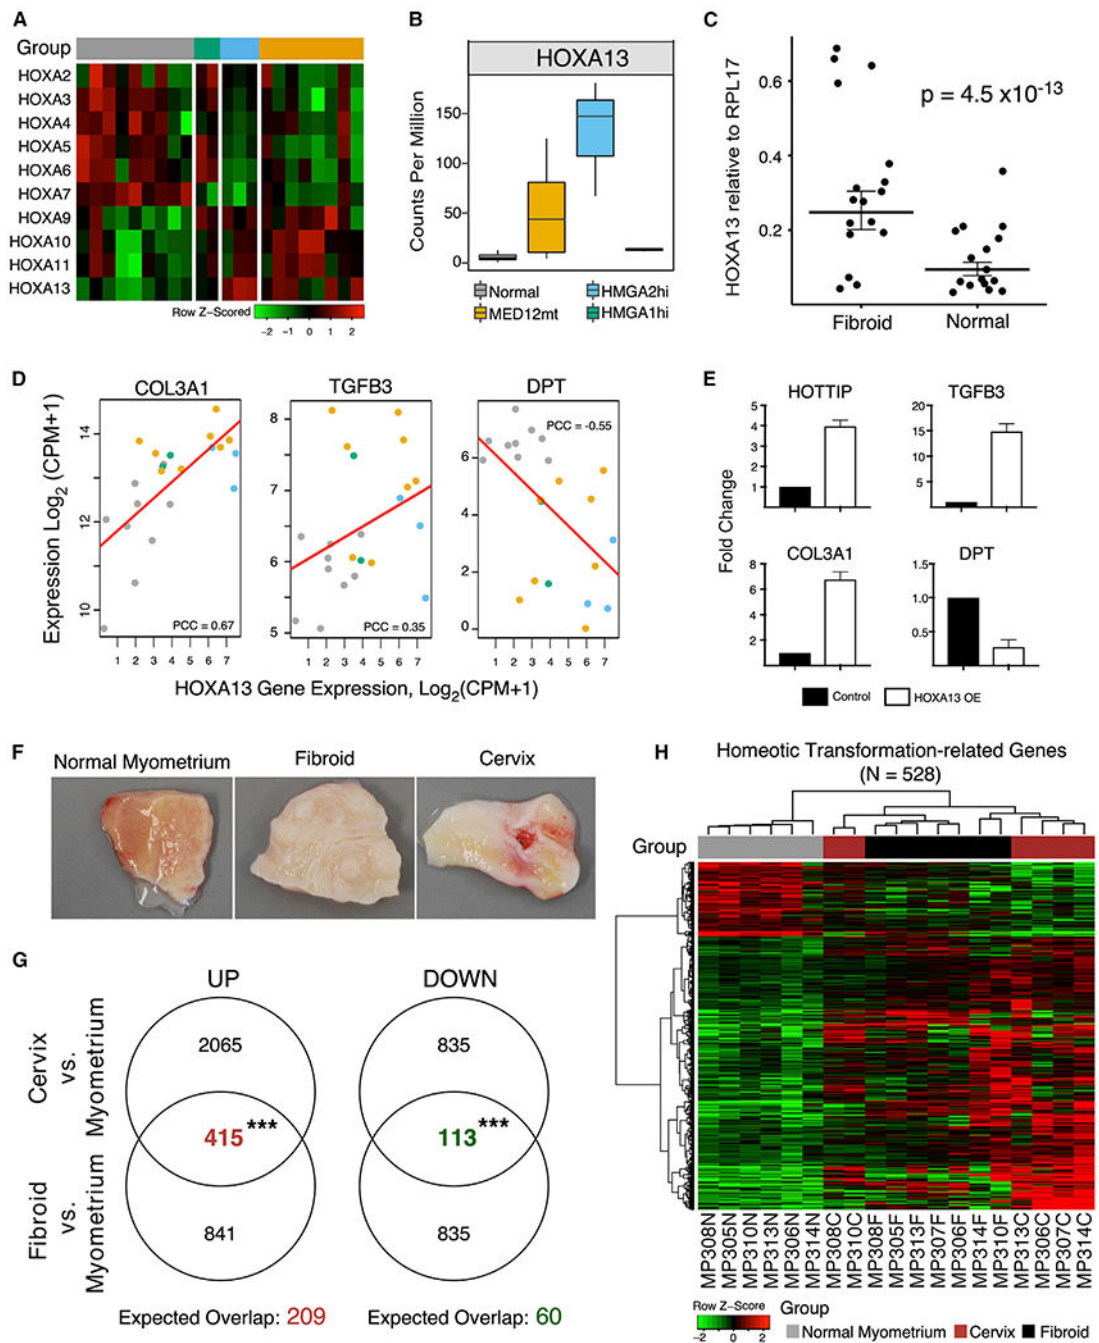 A
Group
HOXA2
HOXA3
HOXA4
HOXA5
HOXA6
HOXA7
HOXA9
HOXA10
HOXA11
HOXA13
Row Z-Scored
-2 -1 0 1 2
B
HOXA13
Counts Per Million
150
100
50
0
Normal
HMGA2hi
MED12mt
HMGA1hi
C
HOXA13 relative to RPL17
0.6
0.4
0.2
p = 4.5 x10-13
Fibroid Normal
D
Expression Log2 (CPM+1)
COL3A1
14
13
12
10
PCC = 0.67
1 2 3 4 5 6 7
TGFB3
8
7
6
5
PCC = 0.35
1 2 3 4 5 6 7
DPT
PCC = -0.55
6
4
2
0
1 2 3 4 5 6 7
HOXA13 Gene Expression, Log2(CPM+1)
E
Fold Change
HOTTIP
5
4
3
2
1
TGFB3
20
15
10
5
COL3A1
8
6
4
2
DPT
1.5
1.0
0.5
Control
HOXA13 OE
F
Normal Myometrium
Fibroid
Cervix
G
UP
DOWN
Cervix vs. Myometrium
Fibroid vs. Myometrium
2065
415 ***
841
835
113 ***
835
Expected Overlap: 209
Expected Overlap: 60
H
Homeotic Transformation-related Genes
(N = 528)
Group
MP308N
MP305N
MP310N
MP313N
MP306N
MP314N
MP308C
MP310C
MP308F
MP305F
MP313F
MP307F
MP306F
MP314F
MP310F
MP313C
MP306C
MP307C
MP314C
Row Z-Score
-2 0 1 2
Group
Normal Myometrium
Cervix
Fibroid